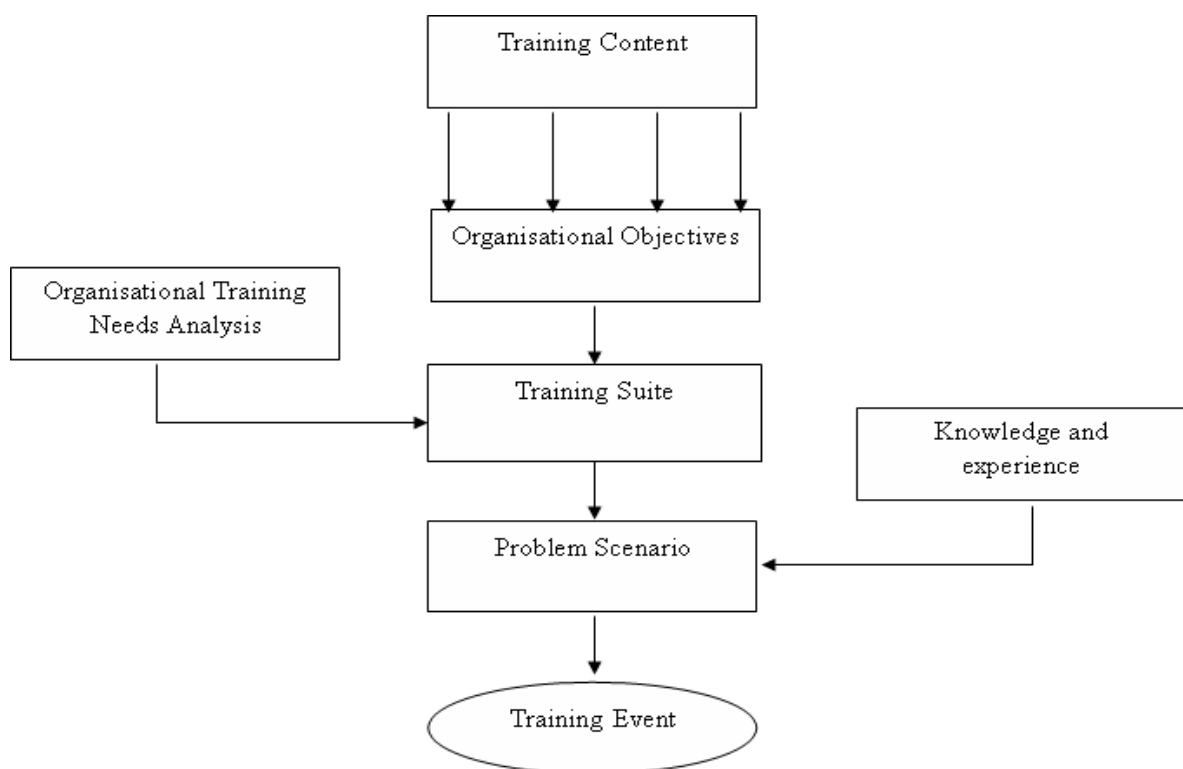 Training Content
Organisational Objectives
Organisational Training
Needs Analysis
Training Suite
Knowledge and
experience
Problem Scenario
Training Event